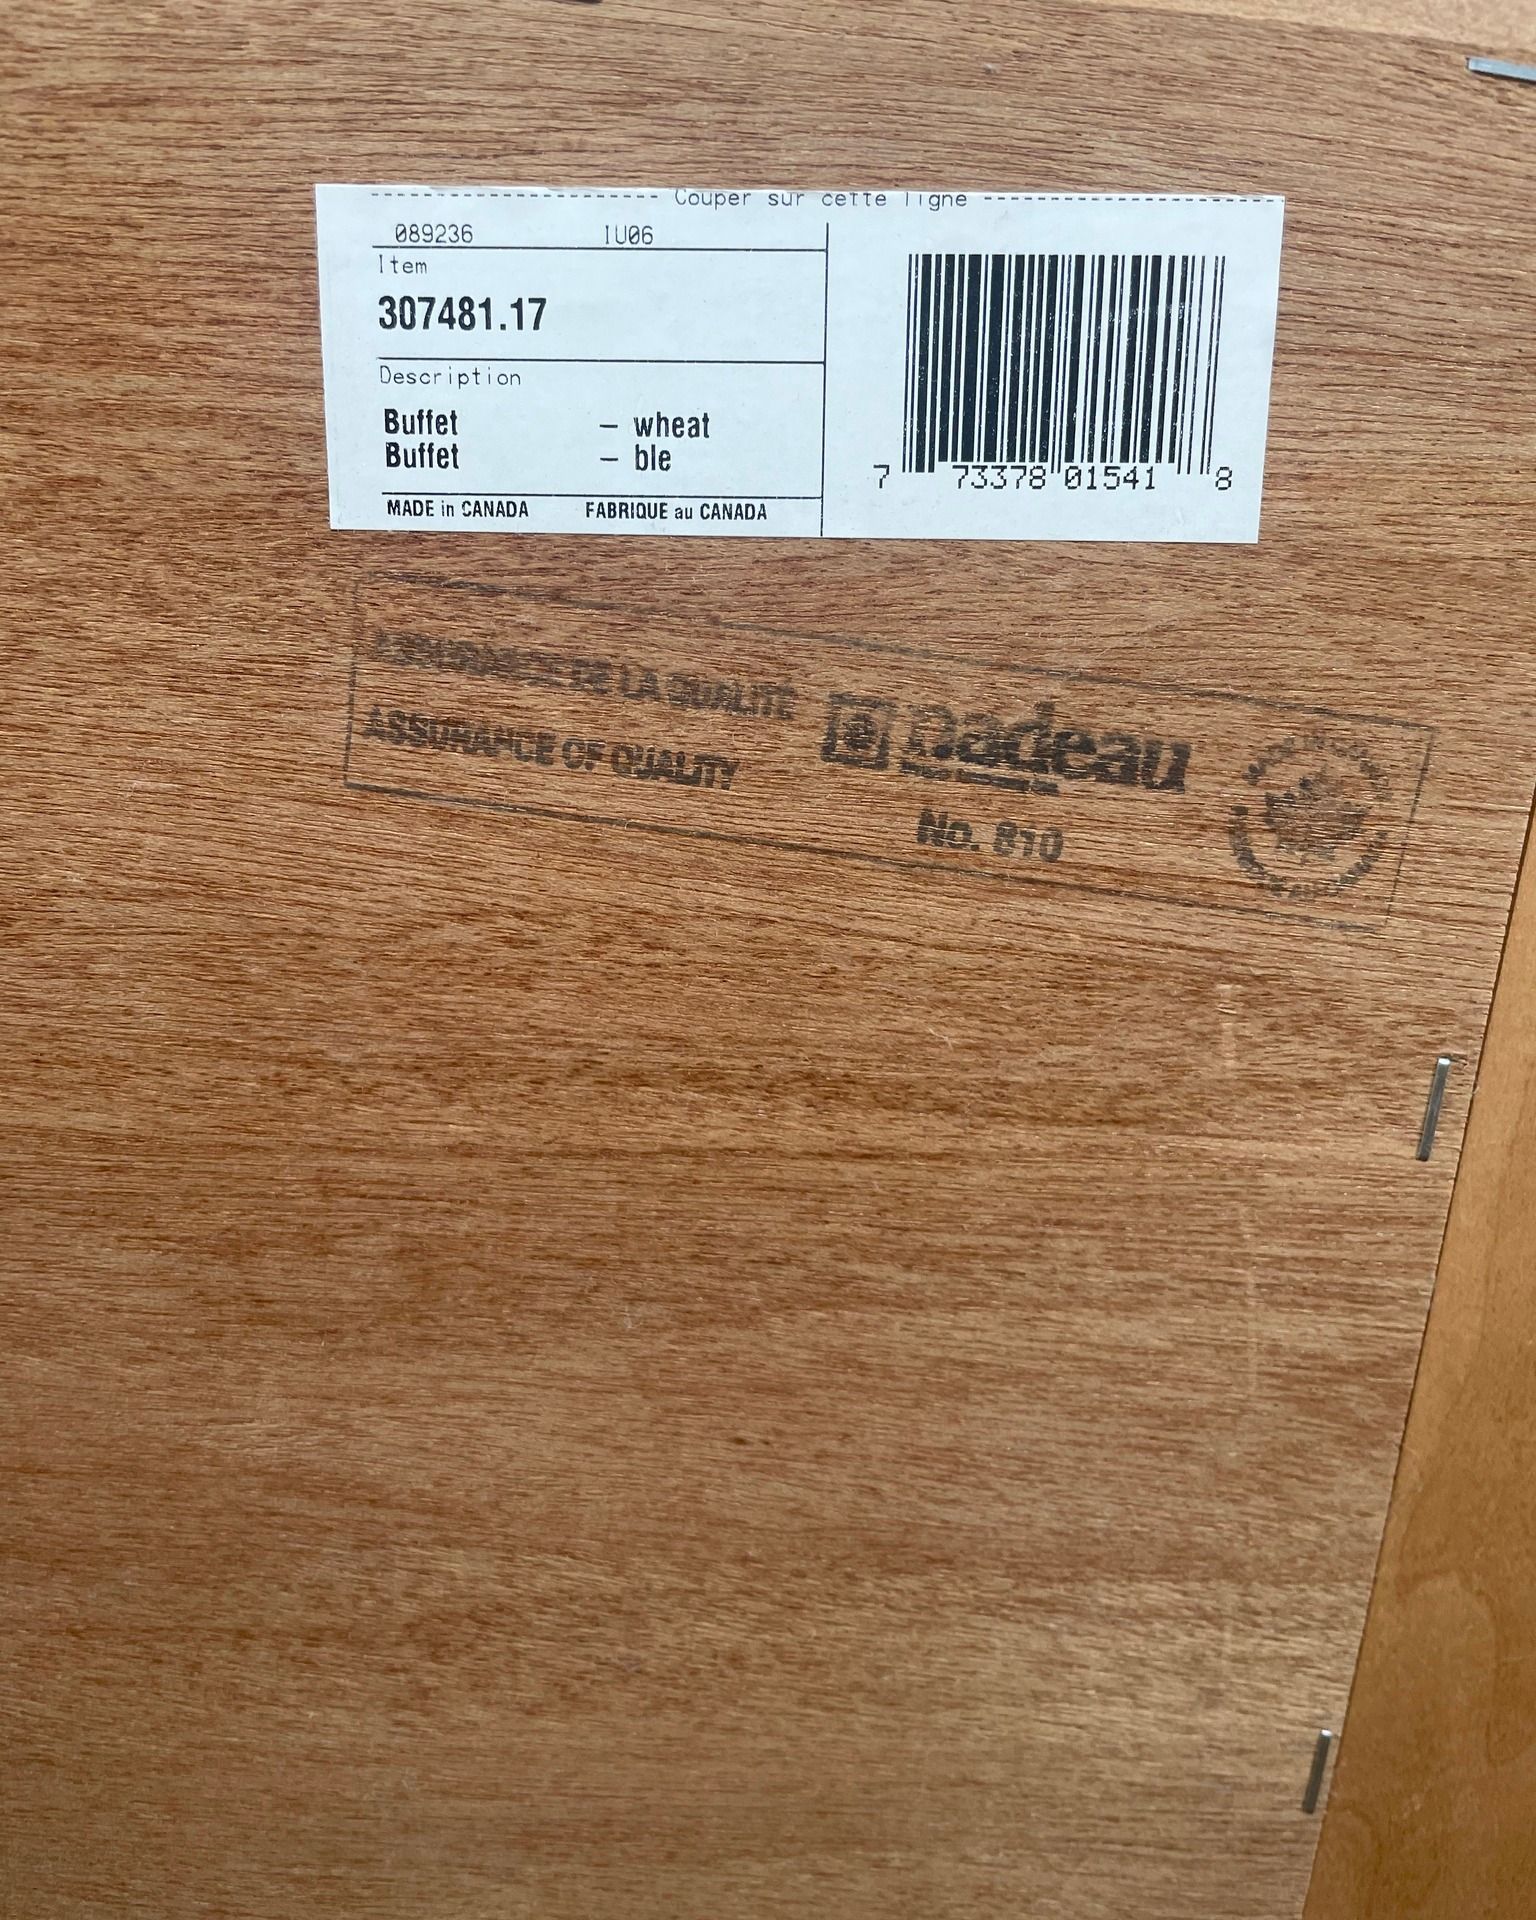 Couper sur cette ligne
089236 IU06
Item
307481.17
Description
Buffet – wheat
Buffet – ble
MADE in CANADA FABRIQUE au CANADA
7 73378 01541 8
ASSURANCE DE LA QUALITÉ
ASSURANCE OF QUALITY
nadeau
No. 810